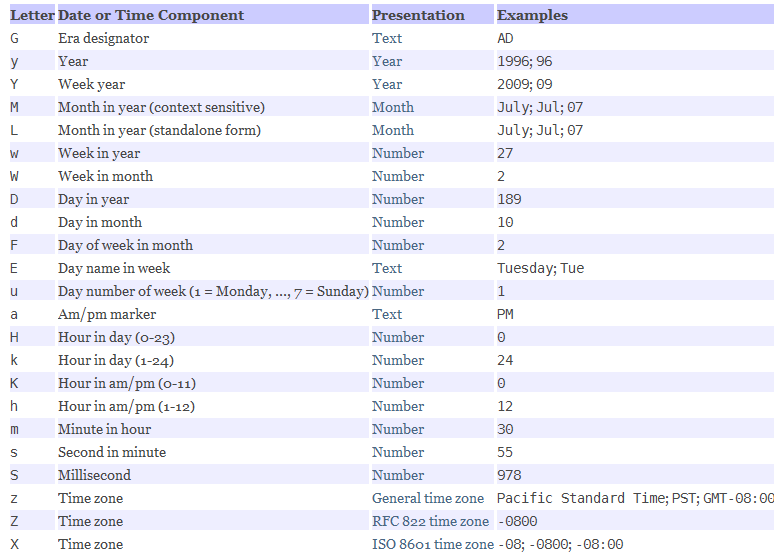 Letter Date or Time Component Presentation Examples
G Era designator Text AD
y Year Year 1996; 96
Y Week year Year 2009; 09
M Month in year (context sensitive) Month July; Jul; 07
L Month in year (standalone form) Month July; Jul; 07
w Week in year Number 27
W Week in month Number 2
D Day in year Number 189
d Day in month Number 10
F Day of week in month Number 2
E Day name in week Text Tuesday; Tue
u Day number of week (1 = Monday, ..., 7 = Sunday) Number 1
a Am/pm marker Text PM
H Hour in day (0-23) Number 0
k Hour in day (1-24) Number 24
K Hour in am/pm (0-11) Number 0
h Hour in am/pm (1-12) Number 12
m Minute in hour Number 30
s Second in minute Number 55
S Millisecond Number 978
z Time zone General time zone Pacific Standard Time; PST; GMT-08:00
Z Time zone RFC 822 time zone -0800
X Time zone ISO 8601 time zone -08; -0800; -08:00